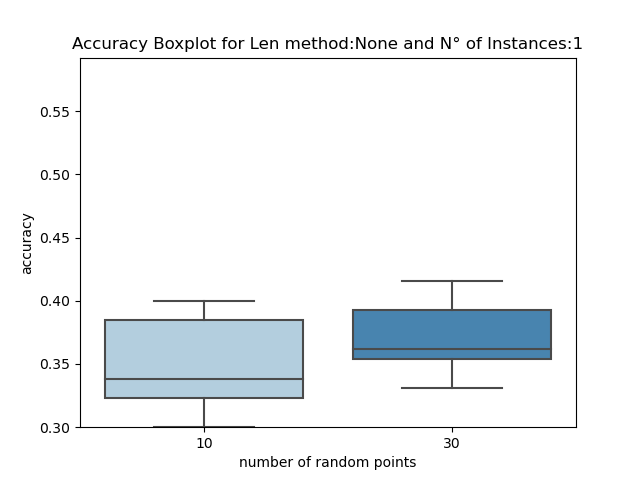 Accuracy Boxplot for Len method:None and N° of Instances:1
0.55
0.50
0.45
0.40
0.35
0.30
accuracy
10 30
number of random points